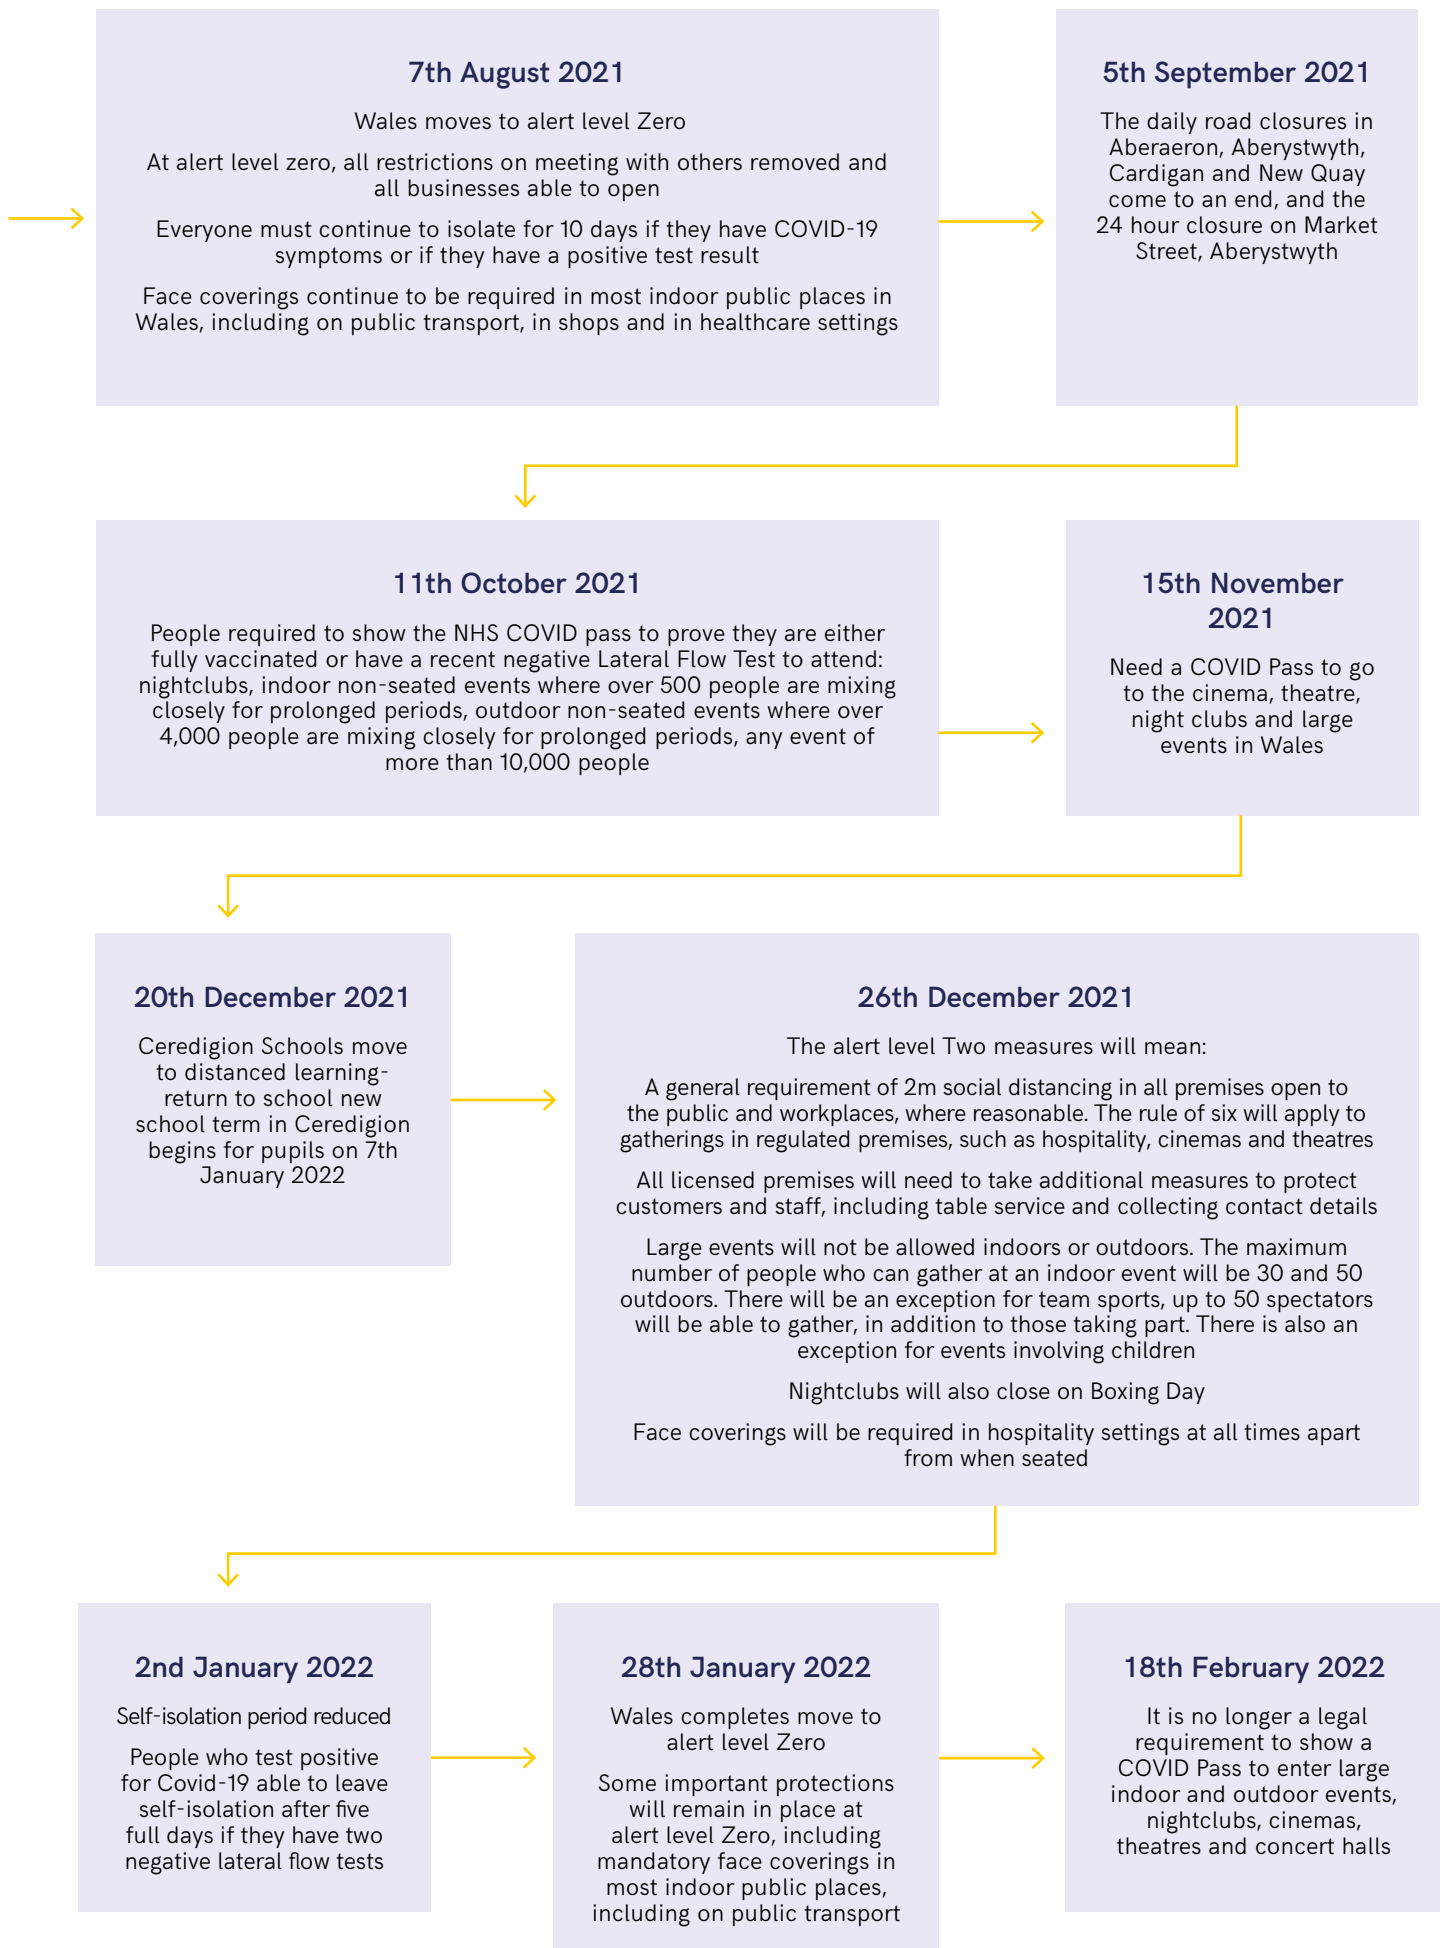 7th August 2021
Wales moves to alert level Zero
At alert level zero, all restrictions on meeting with others removed and
all businesses able to open
Everyone must continue to isolate for 10 days if they have COVID-19
symptoms or if they have a positive test result
Face coverings continue to be required in most indoor public places in
Wales, including on public transport, in shops and in healthcare settings
5th September 2021
The daily road closures in
Aberaeron, Aberystwyth,
Cardigan and New Quay
come to an end, and the
24 hour closure on Market
Street, Aberystwyth
11th October 2021
People required to show the NHS COVID pass to prove they are either
fully vaccinated or have a recent negative Lateral Flow Test to attend:
nightclubs, indoor non-seated events where over 500 people are mixing
closely for prolonged periods, outdoor non-seated events where over
4,000 people are mixing closely for prolonged periods, any event of
more than 10,000 people
15th November
2021
Need a COVID Pass to go
to the cinema, theatre,
night clubs and large
events in Wales
20th December 2021
Ceredigion Schools move
to distanced learning-
return to school new
school term in Ceredigion
begins for pupils on 7th
January 2022
26th December 2021
The alert level Two measures will mean:
A general requirement of 2m social distancing in all premises open to
the public and workplaces, where reasonable. The rule of six will apply to
gatherings in regulated premises, such as hospitality, cinemas and theatres
All licensed premises will need to take additional measures to protect
customers and staff, including table service and collecting contact details
Large events will not be allowed indoors or outdoors. The maximum
number of people who can gather at an indoor event will be 30 and 50
outdoors. There will be an exception for team sports, up to 50 spectators
will be able to gather, in addition to those taking part. There is also an
exception for events involving children
Nightclubs will also close on Boxing Day
Face coverings will be required in hospitality settings at all times apart
from when seated
2nd January 2022
Self-isolation period reduced
People who test positive
for Covid-19 able to leave
self-isolation after five
full days if they have two
negative lateral flow tests
28th January 2022
Wales completes move to
alert level Zero
Some important protections
will remain in place at
alert level Zero, including
mandatory face coverings in
most indoor public places,
including on public transport
18th February 2022
It is no longer a legal
requirement to show a
COVID Pass to enter large
indoor and outdoor events,
nightclubs, cinemas,
theatres and concert halls